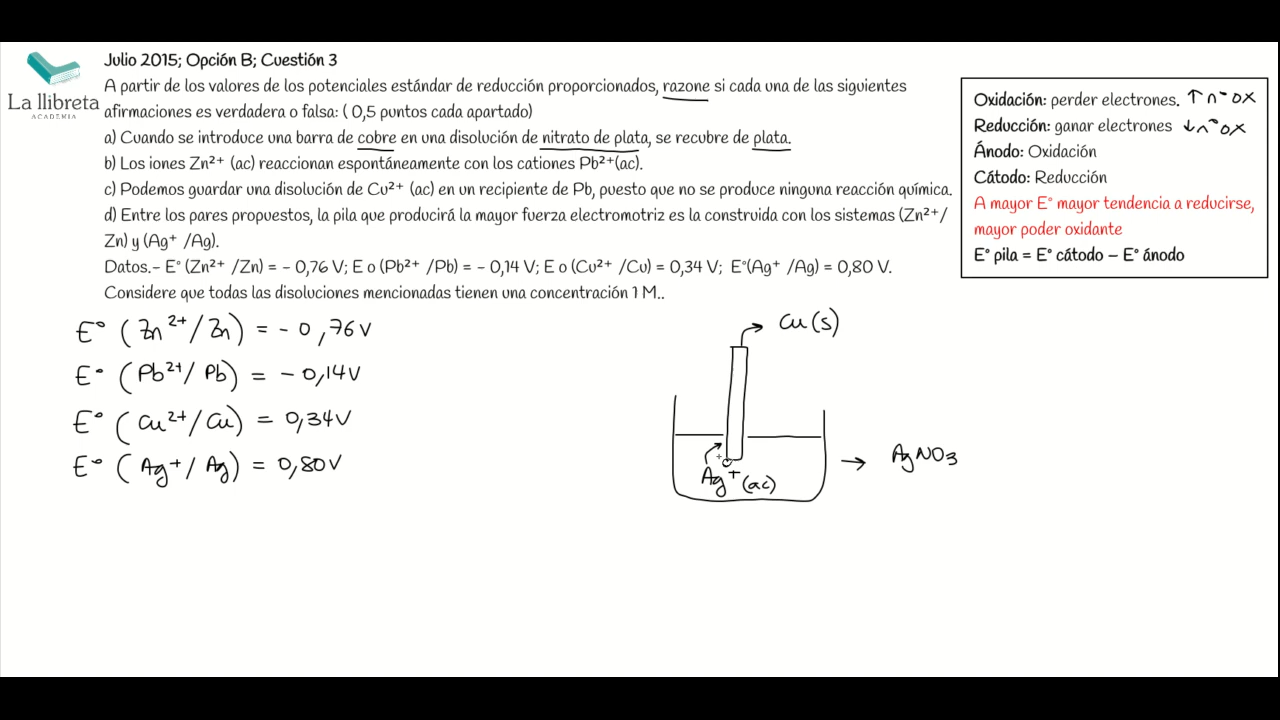 La llibreta
ACADEMIA
Julio 2015; Opción B; Cuestión 3
A partir de los valores de los potenciales estándar de reducción proporcionados, razone si cada una de las siguientes
afirmaciones es verdadera o falsa: ( 0,5 puntos cada apartado)
a) Cuando se introduce una barra de cobre en una disolución de nitrato de plata, se recubre de plata.
b) Los iones Zn²⁺ (ac) reaccionan espontáneamente con los cationes Pb²⁺(ac).
c) Podemos guardar una disolución de Cu²⁺ (ac) en un recipiente de Pb, puesto que no se produce ninguna reacción química.
d) Entre los pares propuestos, la pila que producirá la mayor fuerza electromotriz es la construida con los sistemas (Zn²⁺/
Zn) y (Ag⁺ /Ag).
Datos.- E° (Zn²⁺ /Zn) = - 0,76 V; E o (Pb²⁺ /Pb) = - 0,14 V; E o (Cu²⁺ /Cu) = 0,34 V; E°(Ag⁺ /Ag) = 0,80 V.
Considere que todas las disoluciones mencionadas tienen una concentración 1 M..
Oxidación: perder electrones. ↑ nº ox
Reducción: ganar electrones ↓ nº ox
Ánodo: Oxidación
Cátodo: Reducción
A mayor E° mayor tendencia a reducirse,
mayor poder oxidante
E° pila = E° cátodo – E° ánodo
E° (Zn²⁺/Zn) = - 0,76 V
E° (Pb²⁺/Pb) = - 0,14 V
E° (Cu²⁺/Cu) = 0,34 V
E° (Ag⁺/Ag) = 0,80 V
Cu (s)
Ag⁺ (ac)
→ AgNO3